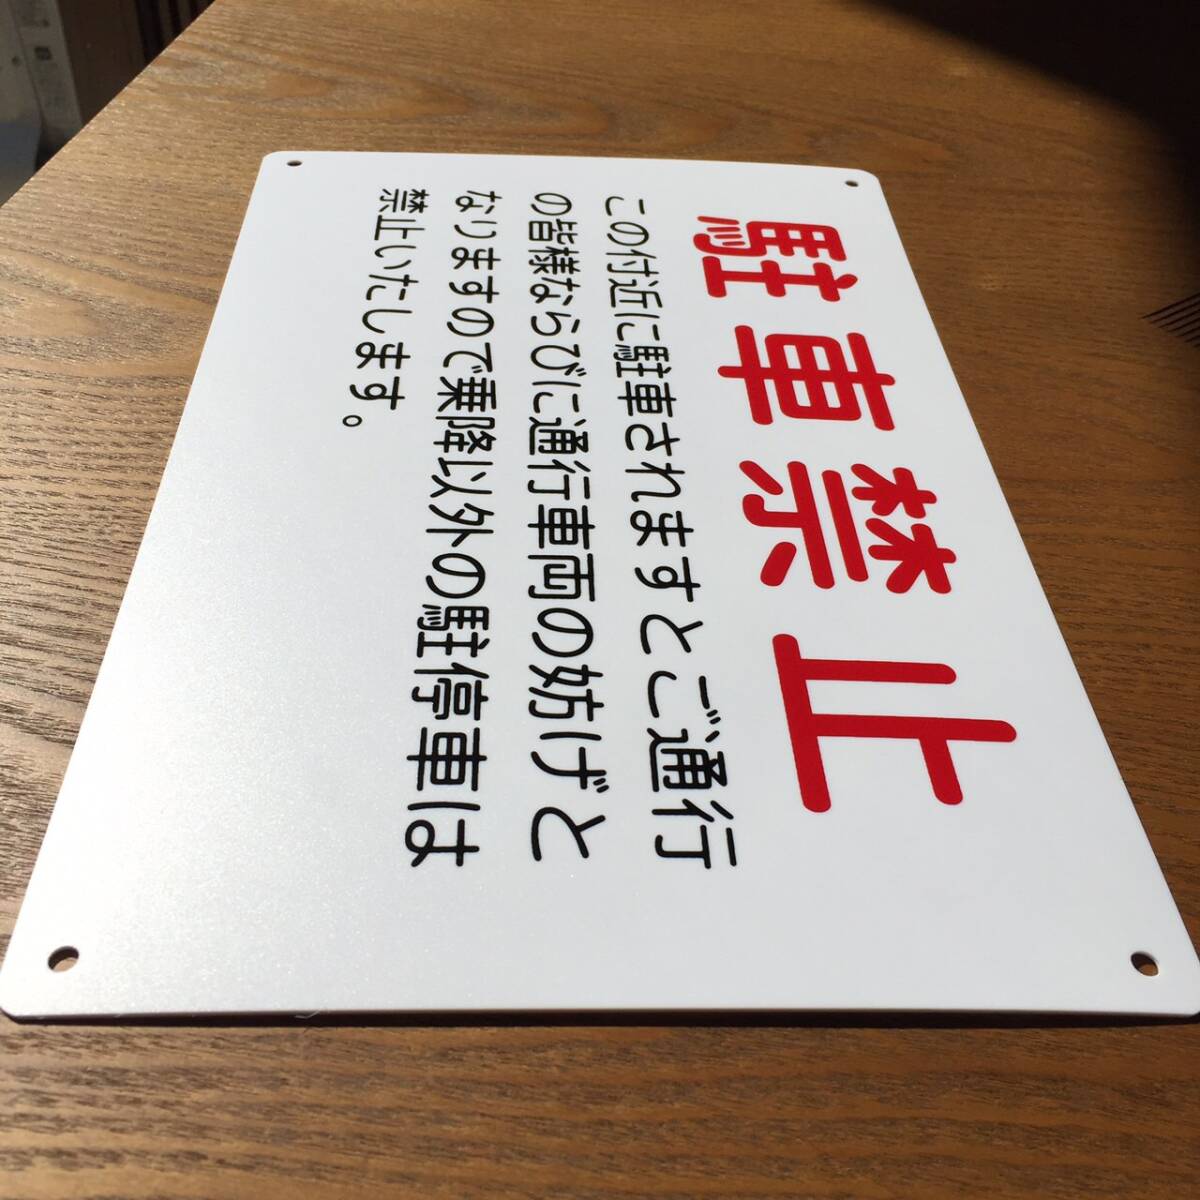 駐車禁止
この付近に駐車されますとご通行
の皆様ならびに通行車両の妨げと
なりますので乗降以外の駐停車は
禁止いたします。